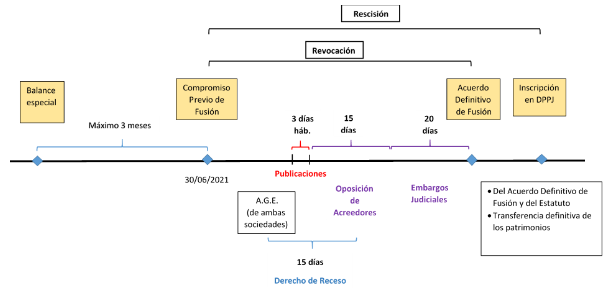 Rescisión
Revocación
Balance
especial
Compromiso
Previo de
Fusión
Acuerdo
Definitivo
de Fusión
Inscripción
en DPPJ
Máximo 3 meses
3 días
háb.
15
días
20
días
30/06/2021
Publicaciones
A.G.E.
(de ambas
sociedades)
Oposición
de
Acreedores
Embargos
Judiciales
• Del Acuerdo Definitivo de
Fusión y del Estatuto
• Transferencia definitiva de
los patrimonios
15 días
Derecho de Receso